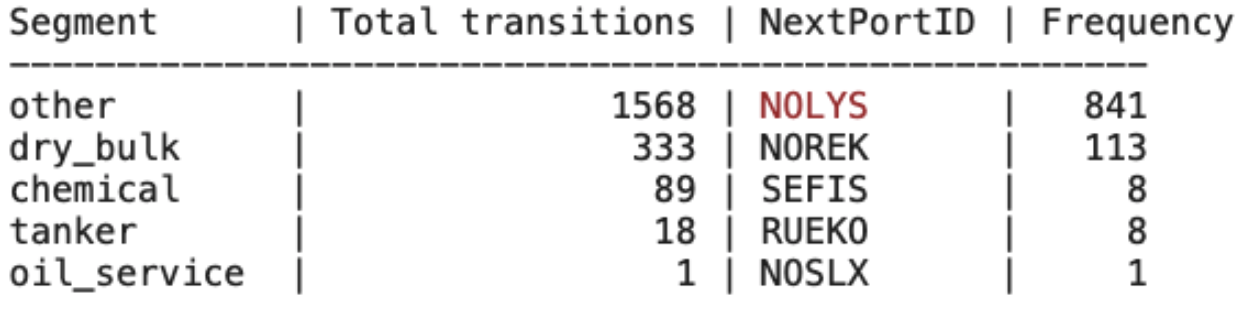 Segment | Total transitions | NextPortID | Frequency
------------------------------------------------------
other | 1568 | NOLYS | 841
dry_bulk | 333 | NOREK | 113
chemical | 89 | SEFIS | 8
tanker | 18 | RUEKO | 8
oil_service | 1 | NOSLX | 1